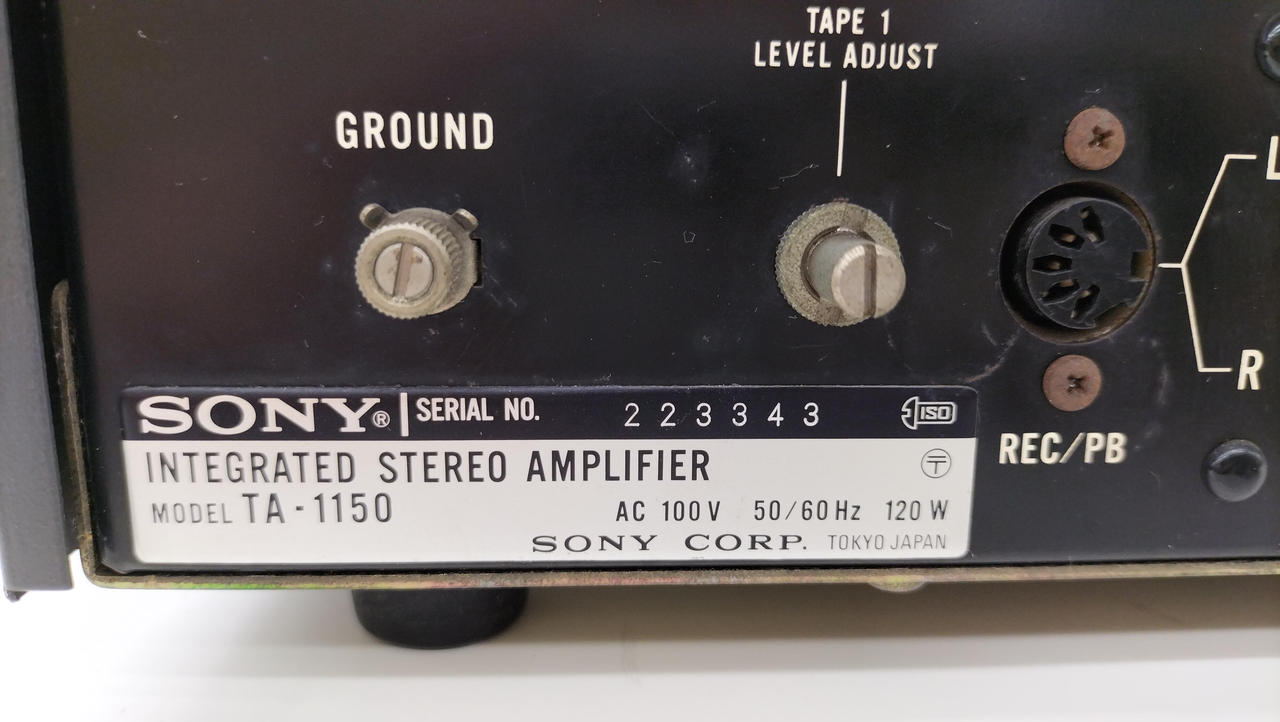 TAPE 1
LEVEL ADJUST
GROUND
L
R
REC/PB
SONY® SERIAL NO. 223343 ISO
INTEGRATED STEREO AMPLIFIER 〒
MODEL TA-1150 AC 100V 50/60Hz 120W
SONY CORP. TOKYO JAPAN